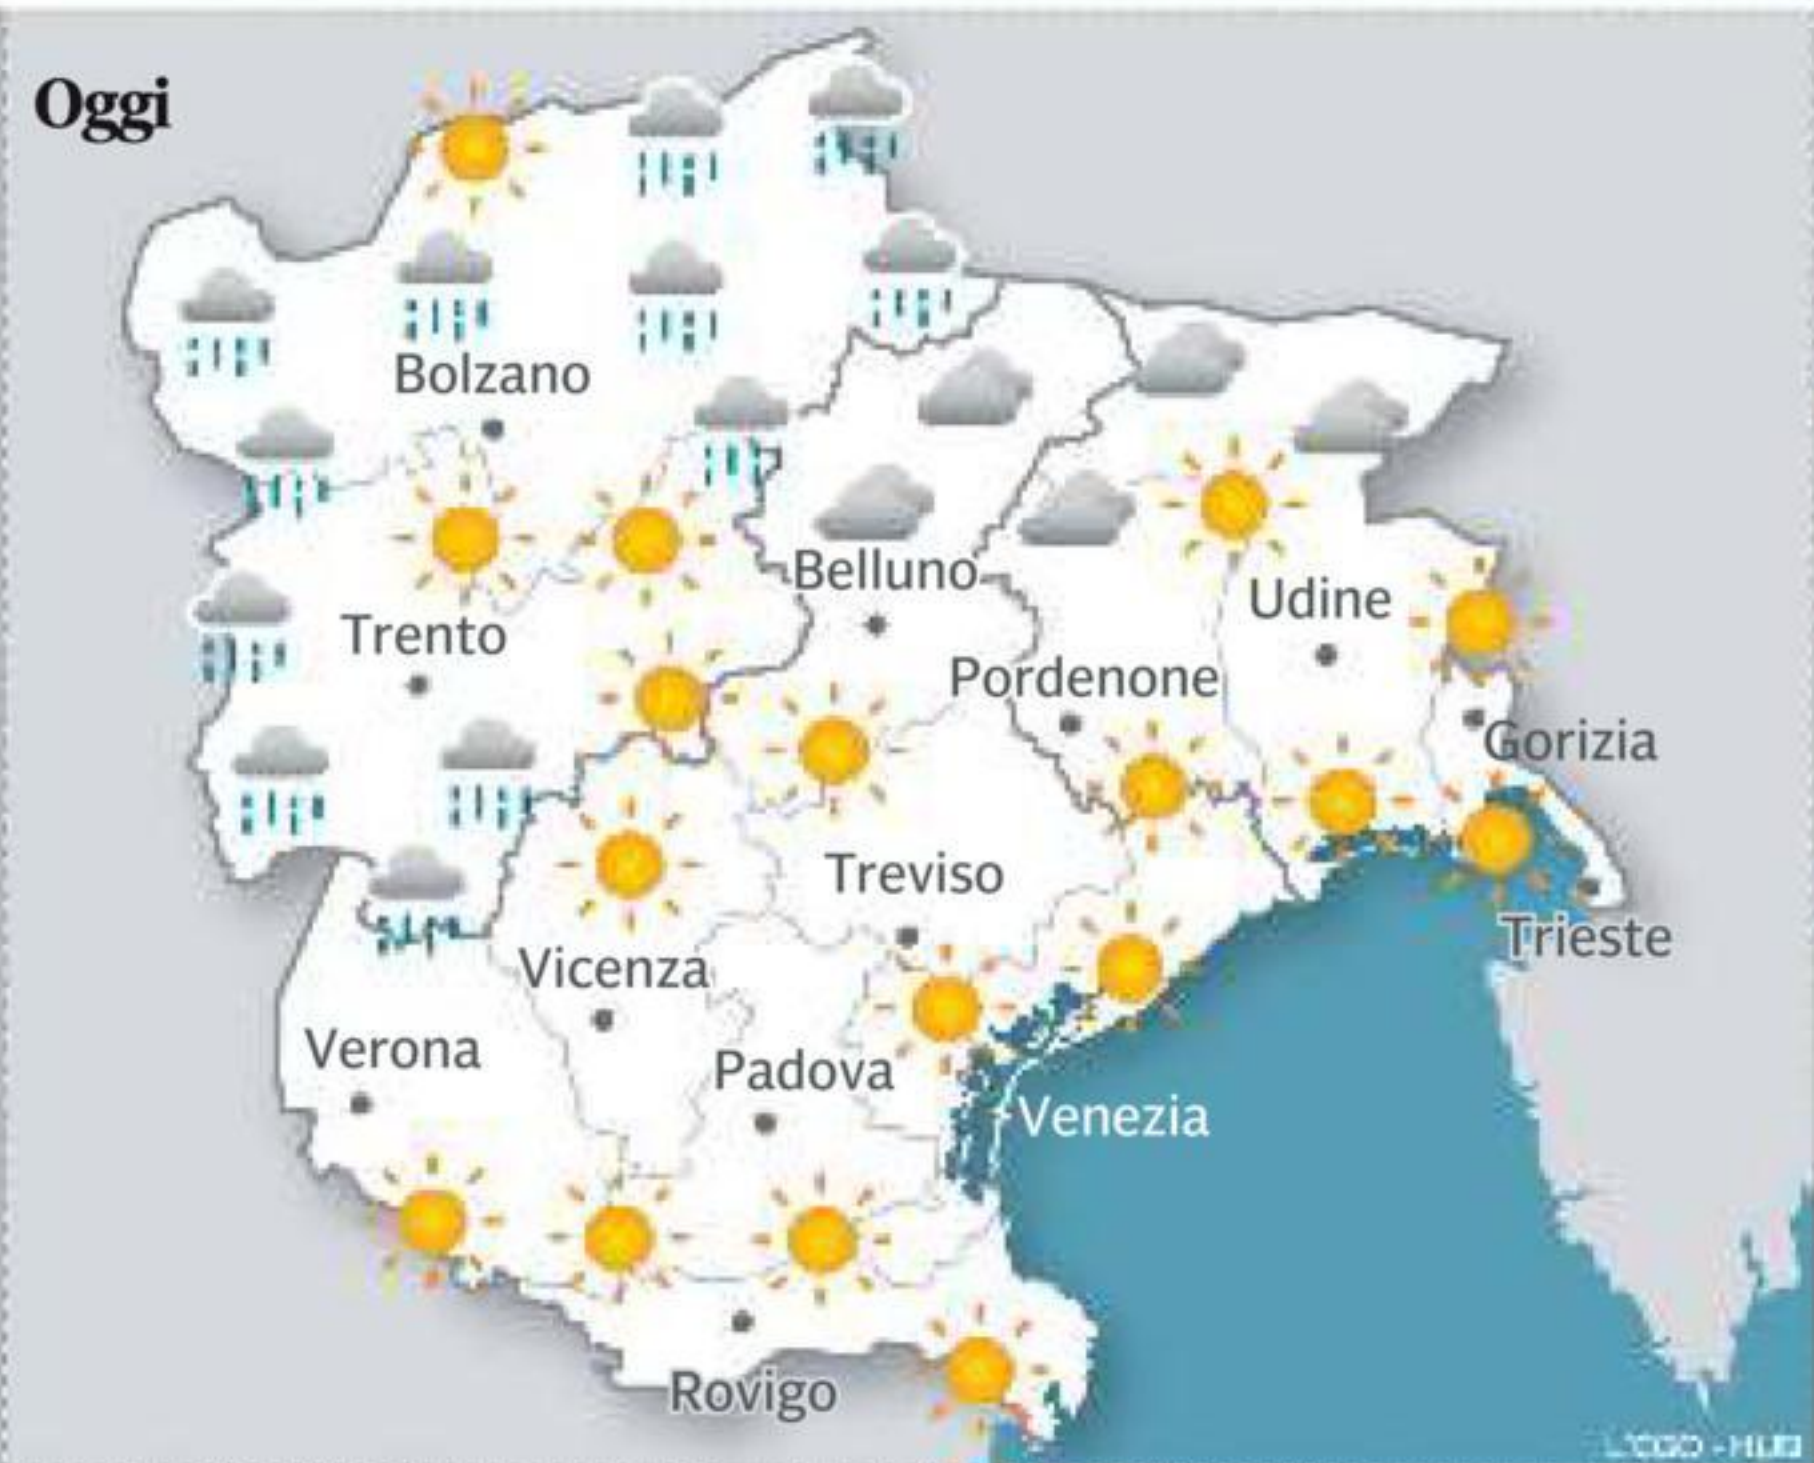 Oggi
Bolzano
Belluno
Udine
Trento
Pordenone
Gorizia
Treviso
Trieste
Vicenza
Verona
Padova
Venezia
Rovigo